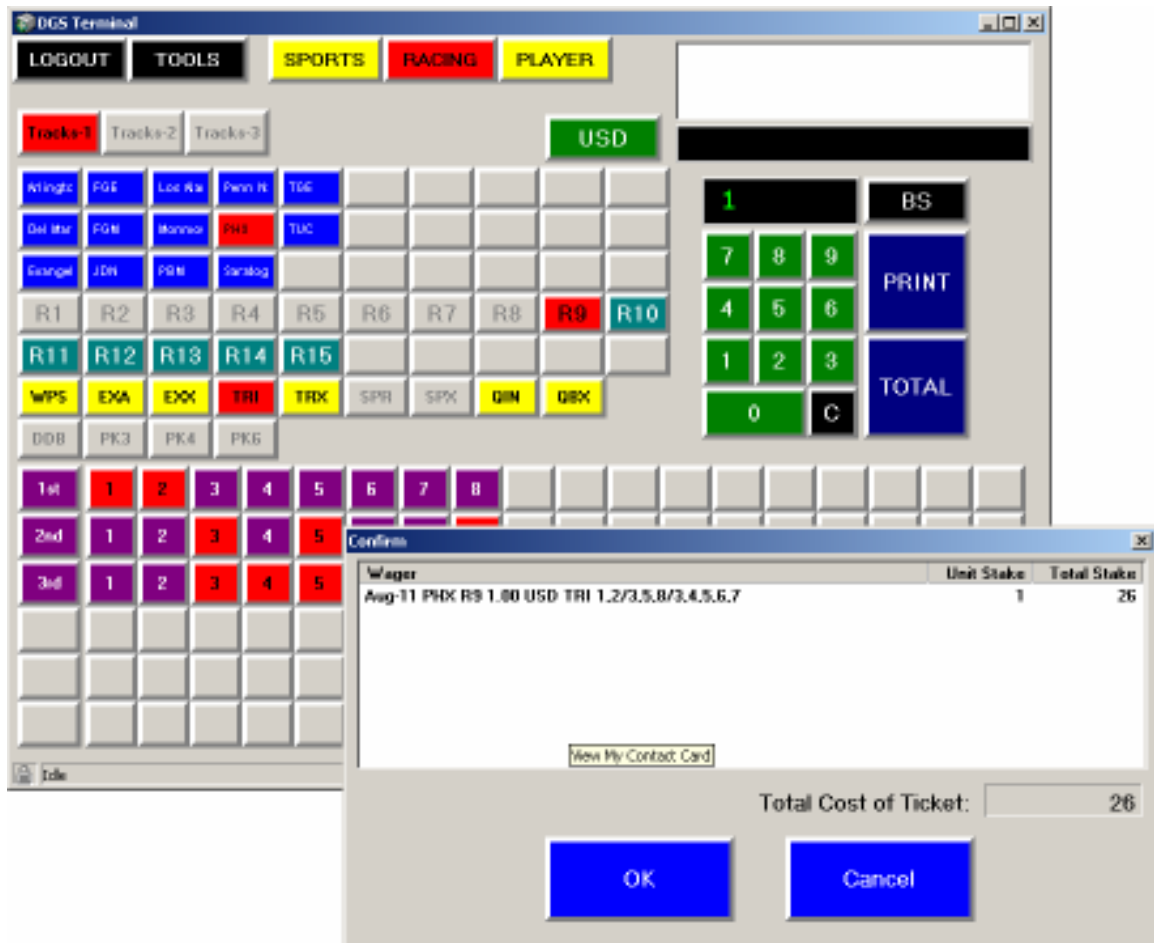 DGS Terminal
LOGOUT TOOLS SPORTS RACING PLAYER
Tracks-1 Tracks-2 Tracks-3
USD
Arlingtc FGE Los Ala Penn N TGE
1 BS
Del Mar FGM PHX TUC
7 8 9
Evangel JDN PBM Saratog
PRINT
R1 R2 R3 R4 R5 R6 R7 R8 R9 R10
4 5 6
R11 R12 R13 R14 R15
1 2 3
TOTAL
WPS EXA EXX TRI TRX SPR SPX QIN QBX
0 C
DDB PK3 PK4 PK6
1st 1 2 3 4 5 6 7 8
2nd 1 2 3 4 5
3rd 1 2 3 4 5
Confirm
Wager Unit Stake Total Stake
Aug-11 PHX R9 1.00 USD TRI 1,2/3,5,8/3,4,5,6,7 1 26
View My Contact Card
Idle
Total Cost of Ticket: 26
OK Cancel